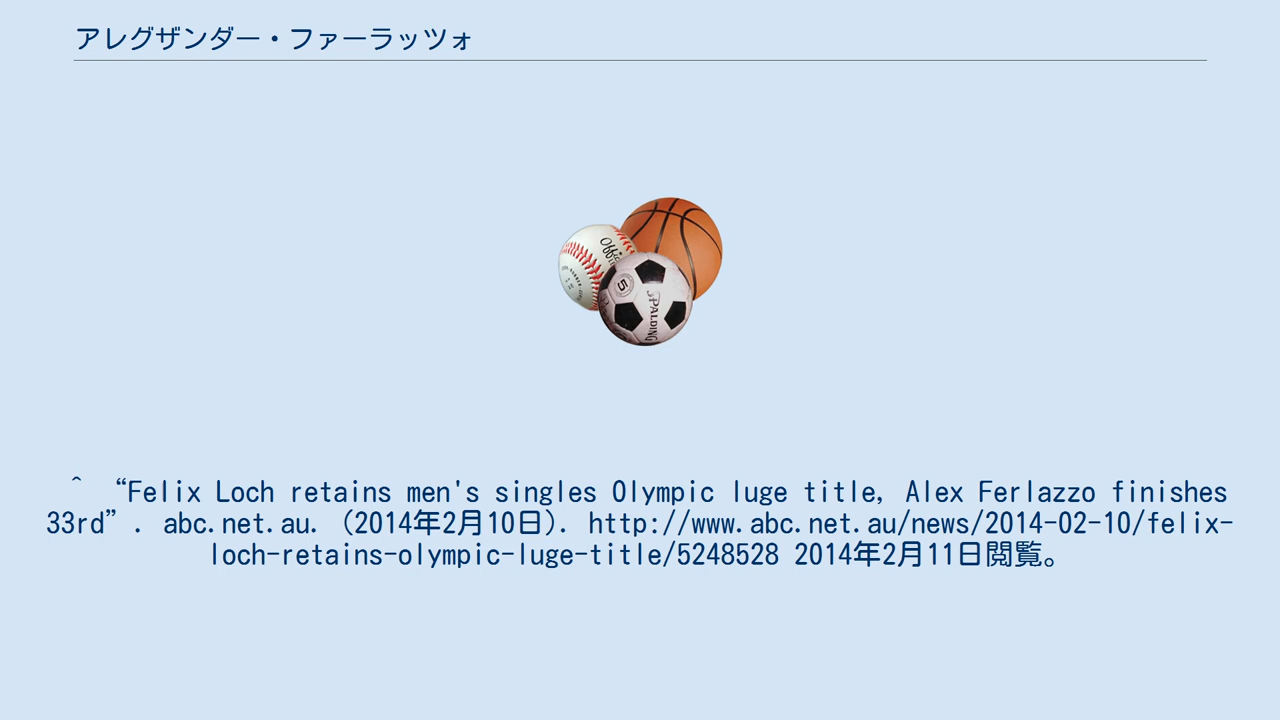 アレグザンダー・ファーラッツォ
Offic
5
SPALDING
^ “Felix Loch retains men's singles Olympic luge title, Alex Ferlazzo finishes
33rd”. abc.net.au. (2014年2月10日). http://www.abc.net.au/news/2014-02-10/felix-
loch-retains-olympic-luge-title/5248528 2014年2月11日閲覧。